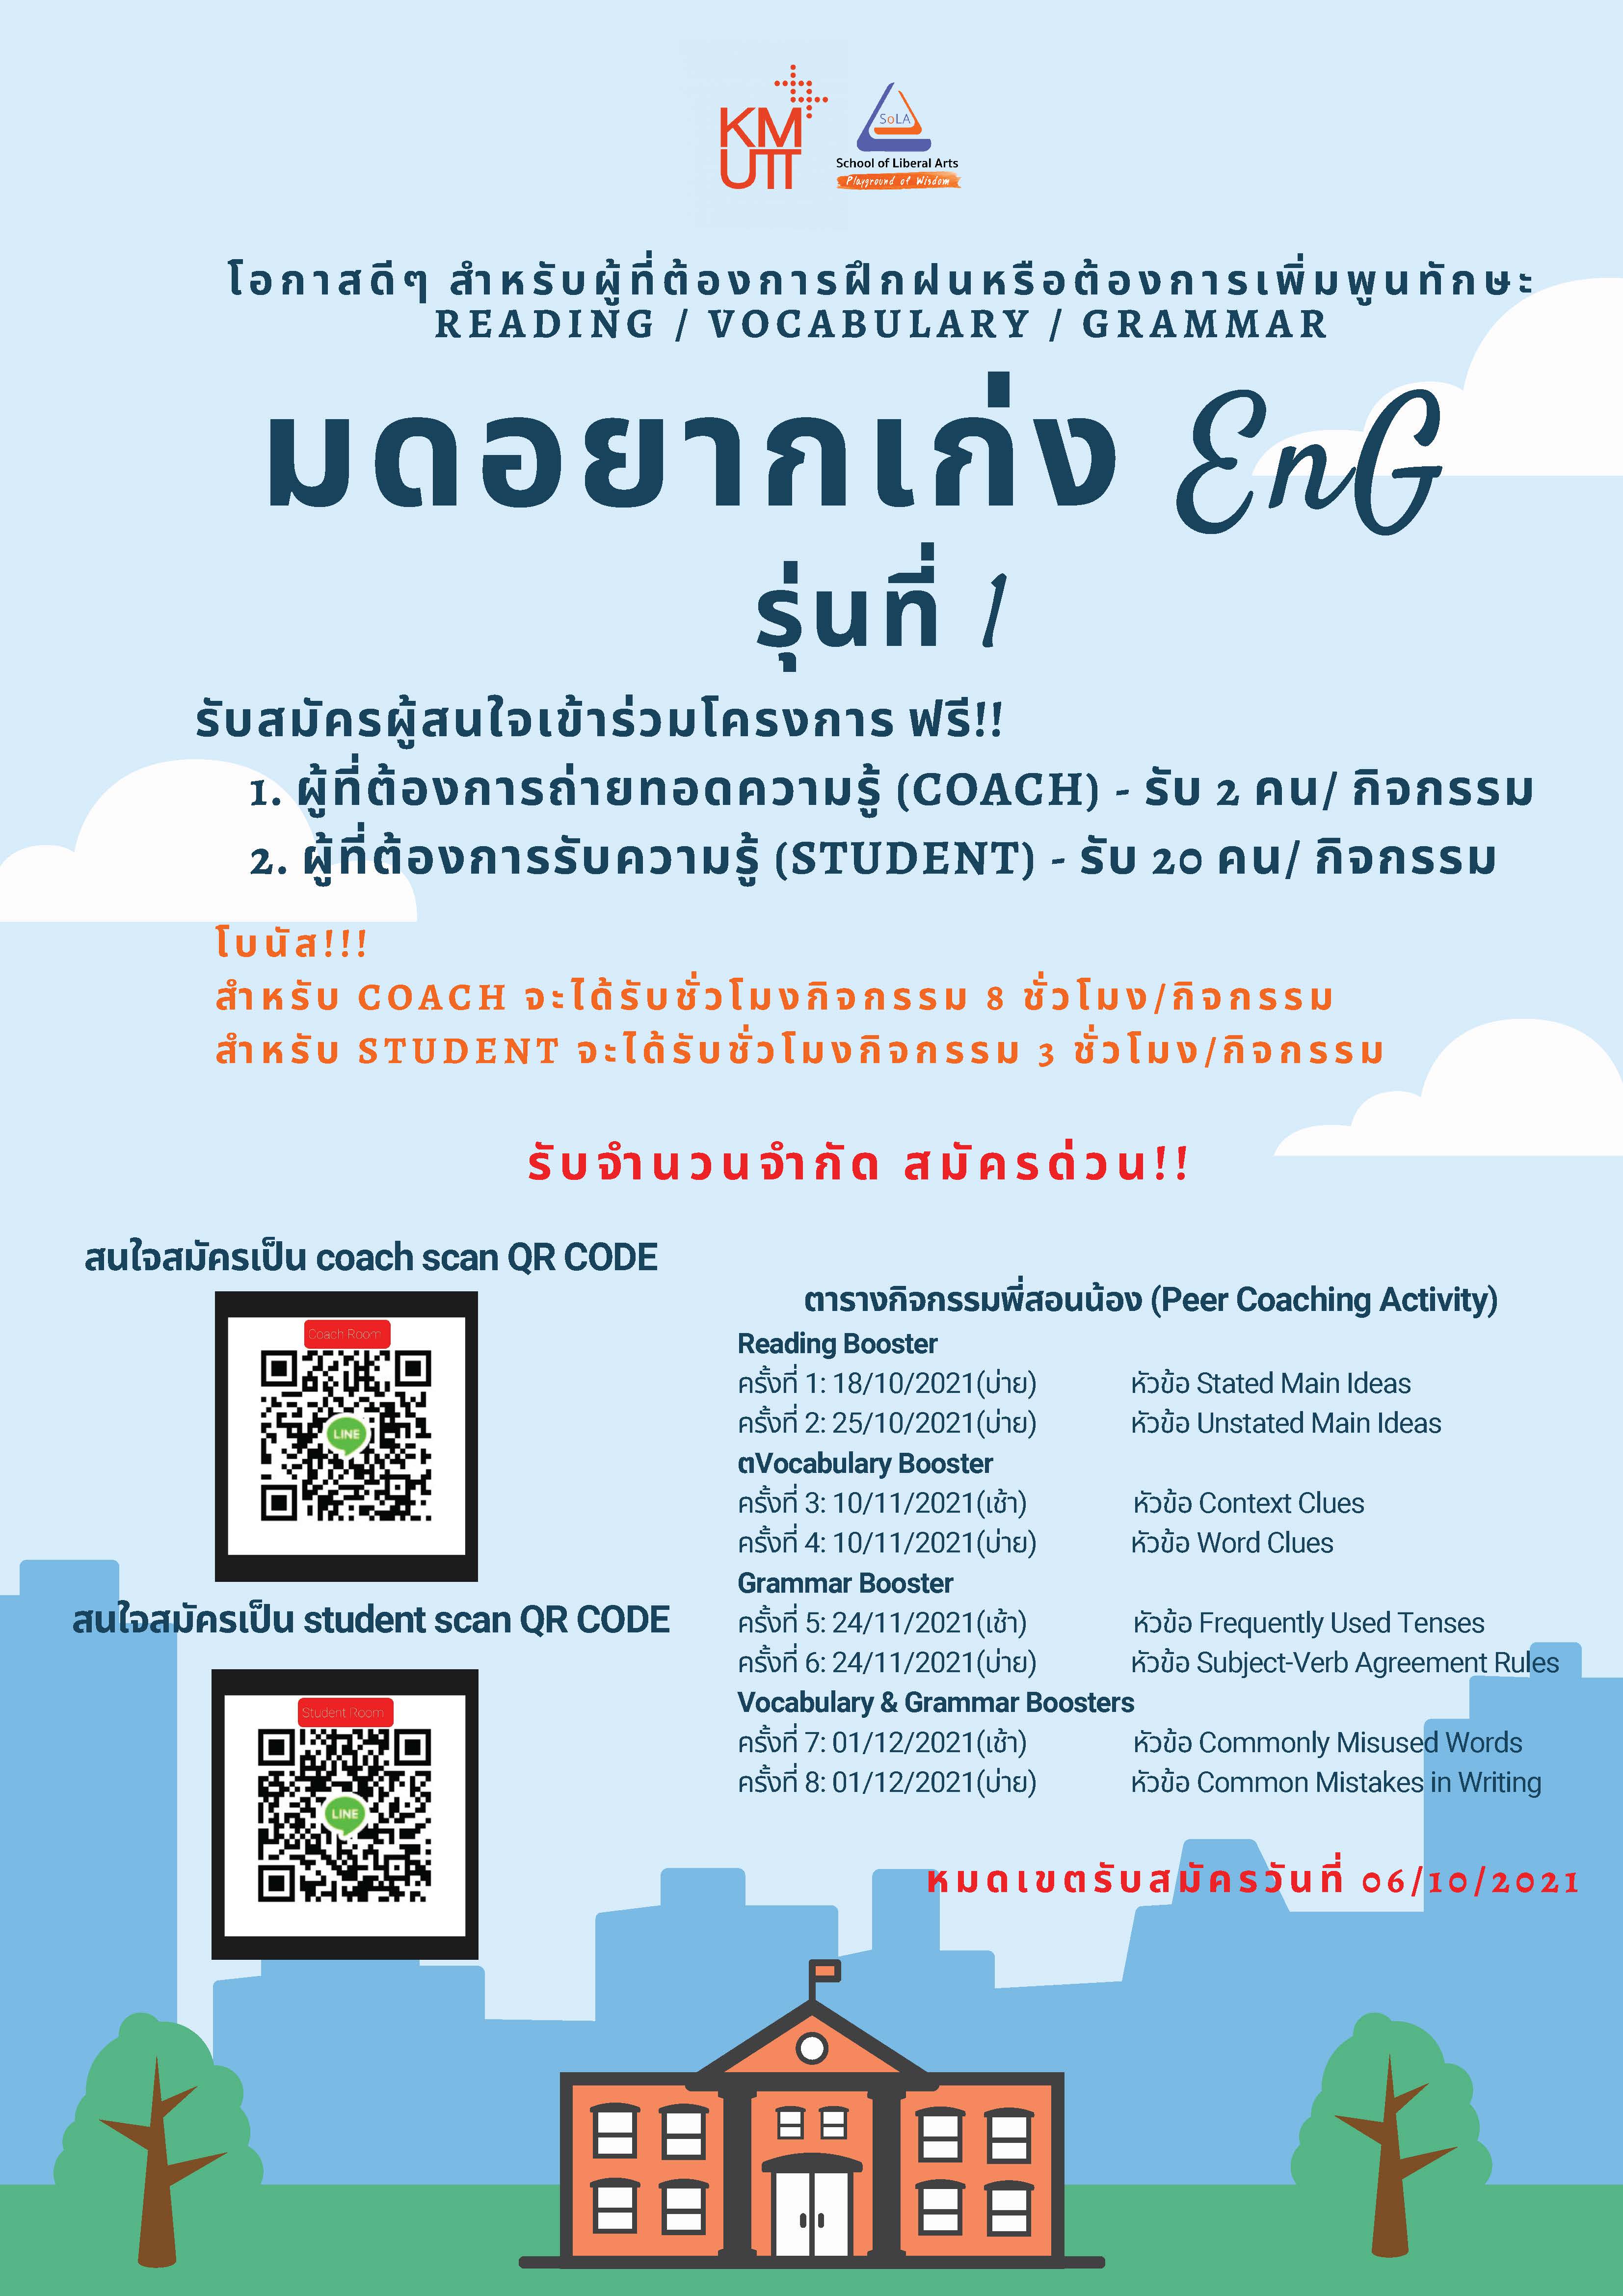 KM
UTT
SoLA
School of Liberal Arts
Playground of Wisdom
โอกาสดีๆ สำหรับผู้ที่ต้องการฝึกฝนหรือต้องการเพิ่มพูนทักษะ
READING / VOCABULARY / GRAMMAR
มดอยากเก่ง EnG
รุ่นที่ 1
รับสมัครผู้สนใจเข้าร่วมโครงการ ฟรี!!
1. ผู้ที่ต้องการถ่ายทอดความรู้ (COACH) - รับ 2 คน/ กิจกรรม
2. ผู้ที่ต้องการรับความรู้ (STUDENT) - รับ 20 คน/ กิจกรรม
โบนัส!!!
สำหรับ COACH จะได้รับชั่วโมงกิจกรรม 8 ชั่วโมง/กิจกรรม
สำหรับ STUDENT จะได้รับชั่วโมงกิจกรรม 3 ชั่วโมง/กิจกรรม
รับจำนวนจำกัด สมัครด่วน!!
สนใจสมัครเป็น coach scan QR CODE
Coach Room
LINE
สนใจสมัครเป็น student scan QR CODE
Student Room
LINE
ตารางกิจกรรมพี่สอนน้อง (Peer Coaching Activity)
Reading Booster
ครั้งที่ 1: 18/10/2021(บ่าย) หัวข้อ Stated Main Ideas
ครั้งที่ 2: 25/10/2021(บ่าย) หัวข้อ Unstated Main Ideas
ตVocabulary Booster
ครั้งที่ 3: 10/11/2021(เช้า) หัวข้อ Context Clues
ครั้งที่ 4: 10/11/2021(บ่าย) หัวข้อ Word Clues
Grammar Booster
ครั้งที่ 5: 24/11/2021(เช้า) หัวข้อ Frequently Used Tenses
ครั้งที่ 6: 24/11/2021(บ่าย) หัวข้อ Subject-Verb Agreement Rules
Vocabulary & Grammar Boosters
ครั้งที่ 7: 01/12/2021(เช้า) หัวข้อ Commonly Misused Words
ครั้งที่ 8: 01/12/2021(บ่าย) หัวข้อ Common Mistakes in Writing
หมดเขตรับสมัครวันที่ 06/10/2021